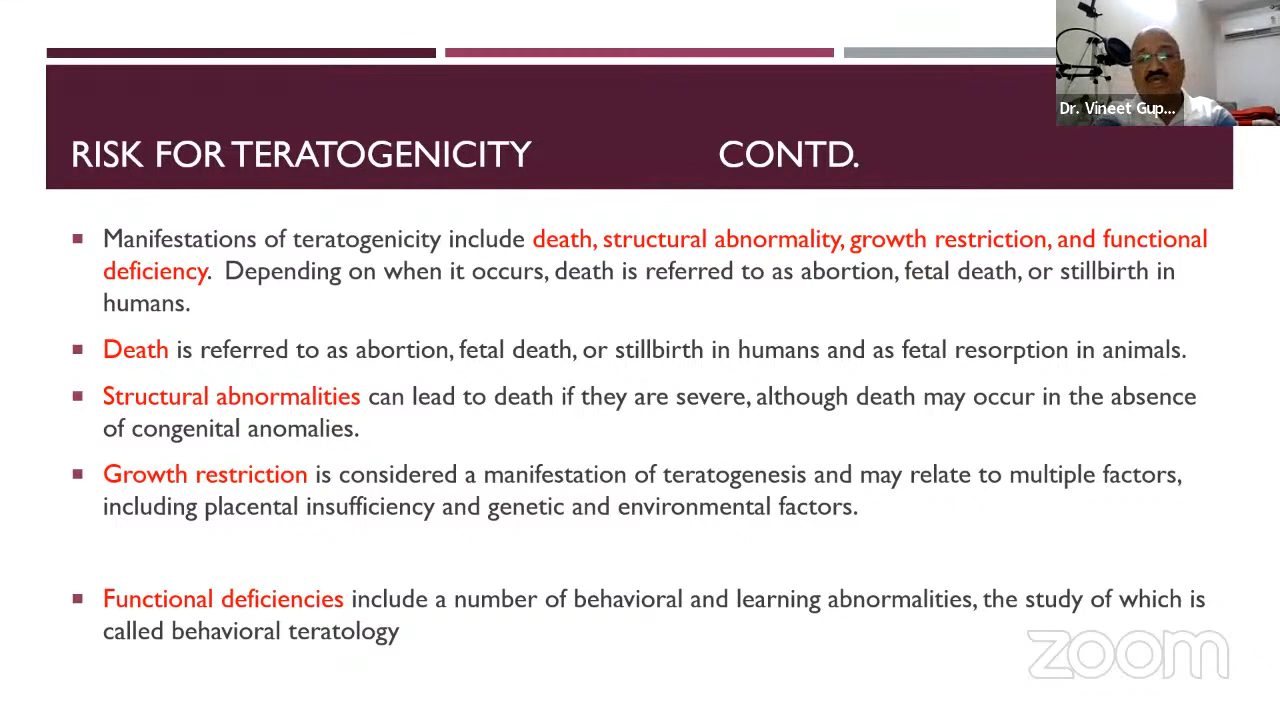 Dr. Vineet Gup...
RISK FOR TERATOGENICITY CONTD.
▪ Manifestations of teratogenicity include death, structural abnormality, growth restriction, and functional
deficiency. Depending on when it occurs, death is referred to as abortion, fetal death, or stillbirth in
humans.
▪ Death is referred to as abortion, fetal death, or stillbirth in humans and as fetal resorption in animals.
▪ Structural abnormalities can lead to death if they are severe, although death may occur in the absence
of congenital anomalies.
▪ Growth restriction is considered a manifestation of teratogenesis and may relate to multiple factors,
including placental insufficiency and genetic and environmental factors.
▪ Functional deficiencies include a number of behavioral and learning abnormalities, the study of which is
called behavioral teratology
zoom